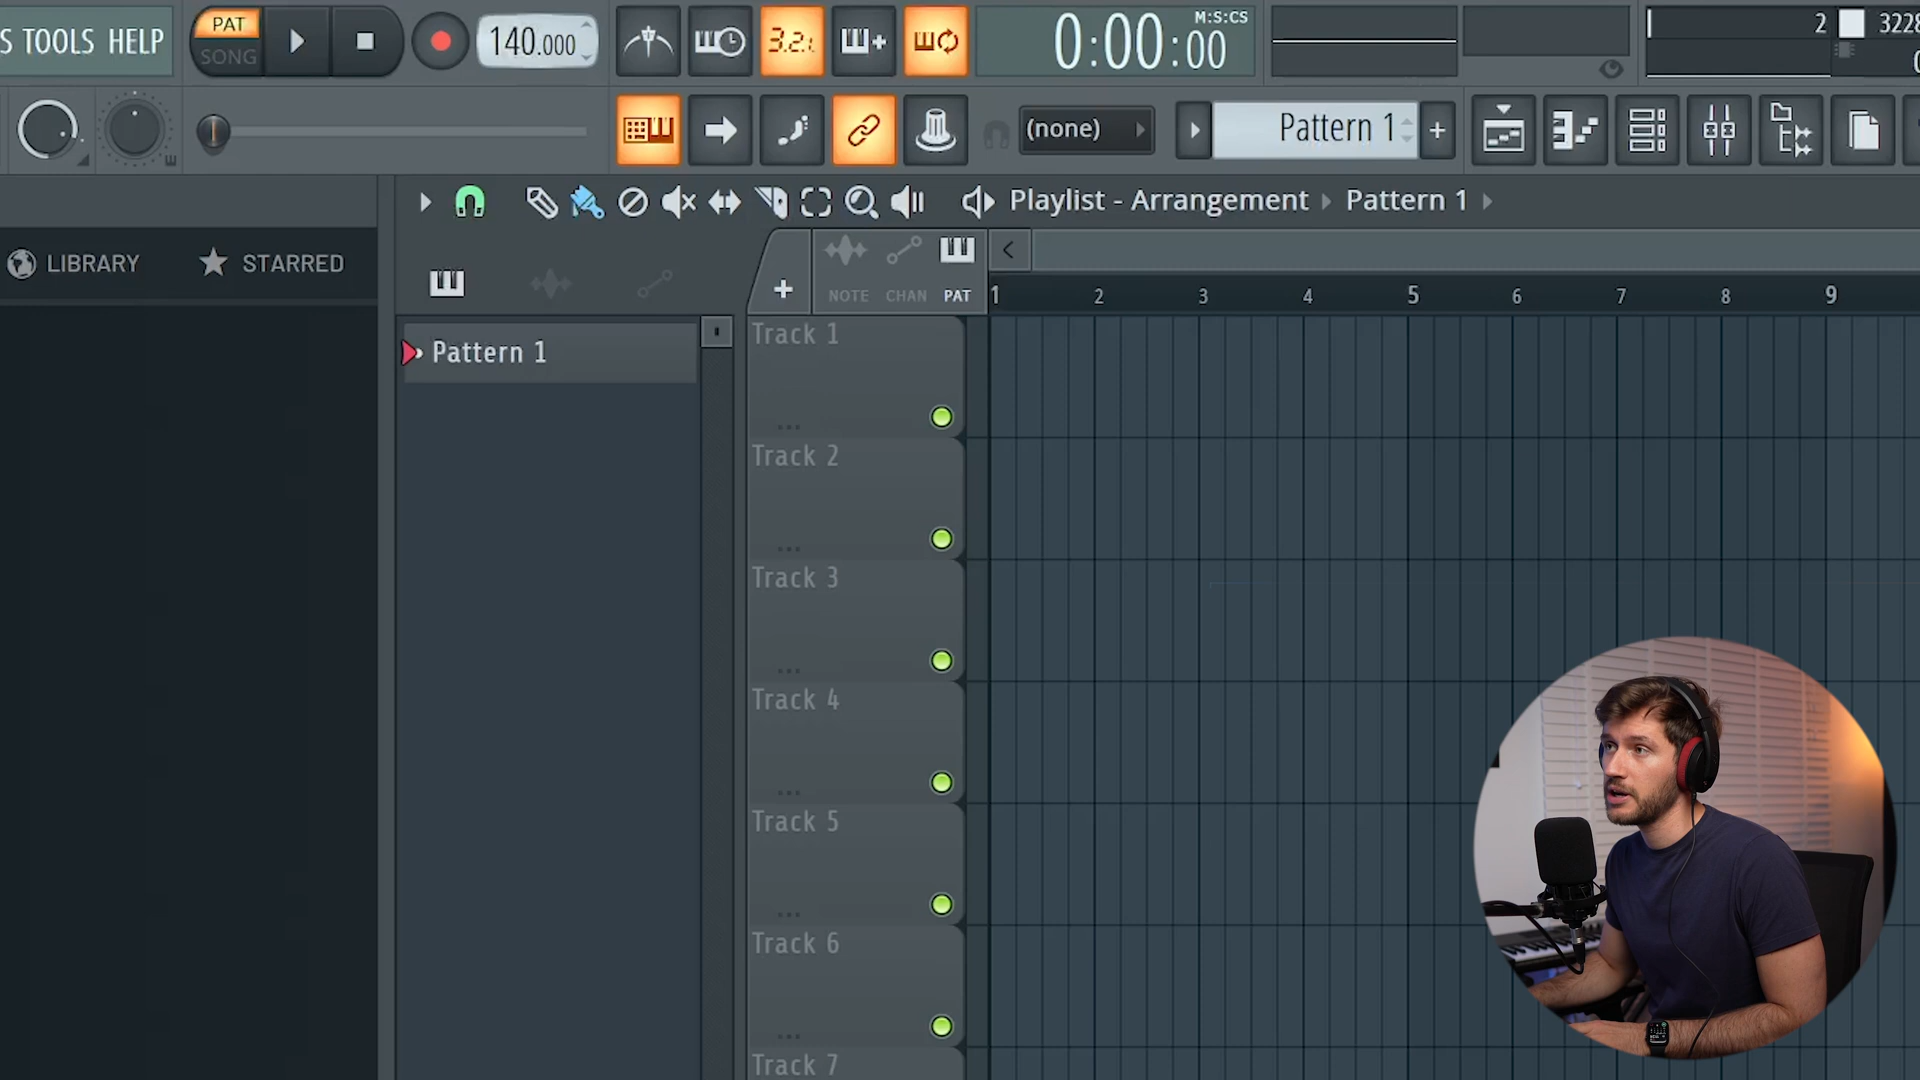 S TOOLS HELP
PAT
SONG
140.000
3.2.
0:00:00
M:S:CS
2
3228
(none)
Pattern 1
+
Playlist - Arrangement
Pattern 1
LIBRARY
STARRED
+
NOTE
CHAN
PAT
1
2
3
4
5
6
7
8
9
Pattern 1
Track 1
...
Track 2
...
Track 3
...
Track 4
...
Track 5
...
Track 6
...
Track 7